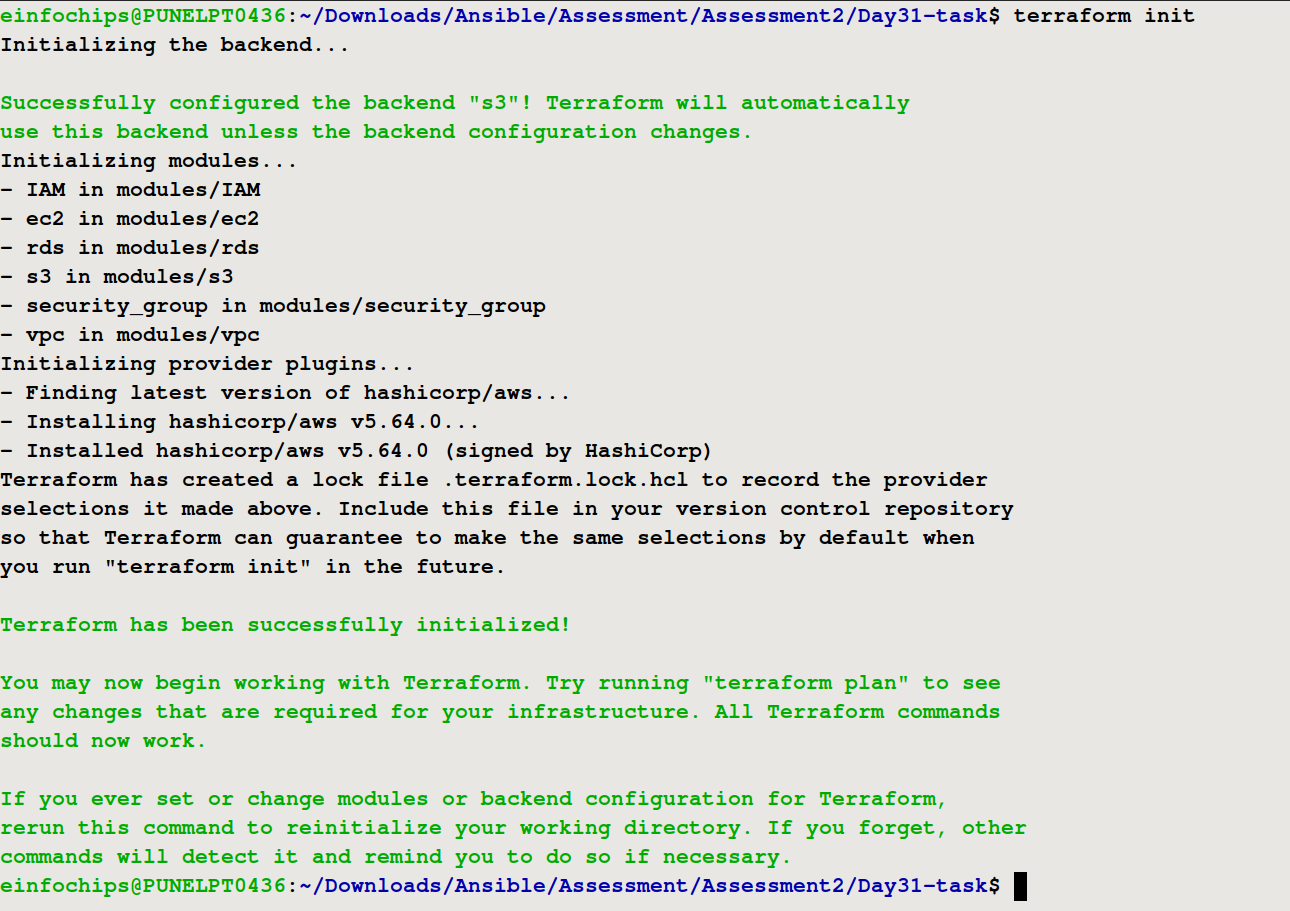 einfochips@PUNELPT0436:~/Downloads/Ansible/Assessment/Assessment2/Day31-task$ terraform init
Initializing the backend...
Successfully configured the backend "s3"! Terraform will automatically
use this backend unless the backend configuration changes.
Initializing modules...
- IAM in modules/IAM
- ec2 in modules/ec2
- rds in modules/rds
- s3 in modules/s3
- security_group in modules/security_group
- vpc in modules/vpc
Initializing provider plugins...
- Finding latest version of hashicorp/aws...
- Installing hashicorp/aws v5.64.0...
- Installed hashicorp/aws v5.64.0 (signed by HashiCorp)
Terraform has created a lock file .terraform.lock.hcl to record the provider
selections it made above. Include this file in your version control repository
so that Terraform can guarantee to make the same selections by default when
you run "terraform init" in the future.
Terraform has been successfully initialized!
You may now begin working with Terraform. Try running "terraform plan" to see
any changes that are required for your infrastructure. All Terraform commands
should now work.
If you ever set or change modules or backend configuration for Terraform,
rerun this command to reinitialize your working directory. If you forget, other
commands will detect it and remind you to do so if necessary.
einfochips@PUNELPT0436:~/Downloads/Ansible/Assessment/Assessment2/Day31-task$